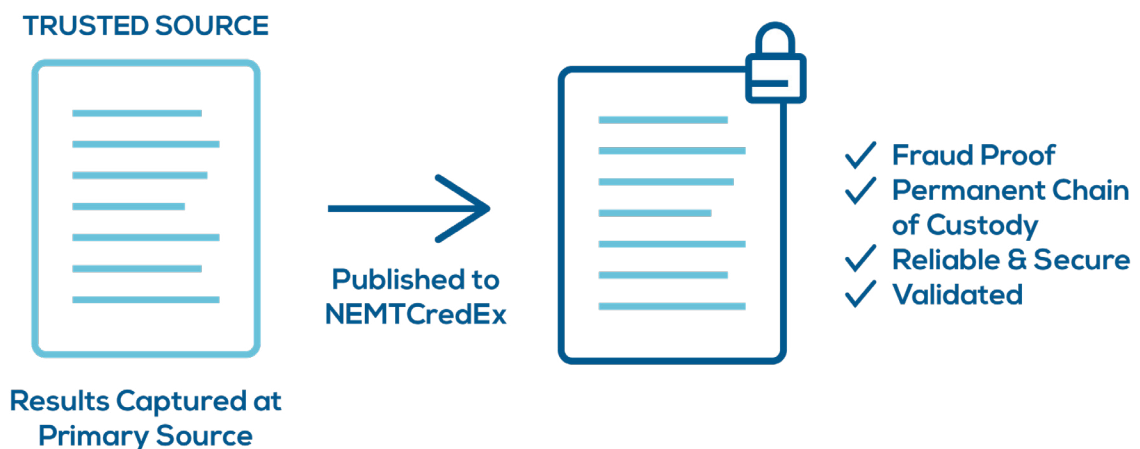 TRUSTED SOURCE
Results Captured at
Primary Source
Published to
NEMTCredEx
Fraud Proof
Permanent Chain
of Custody
Reliable & Secure
Validated